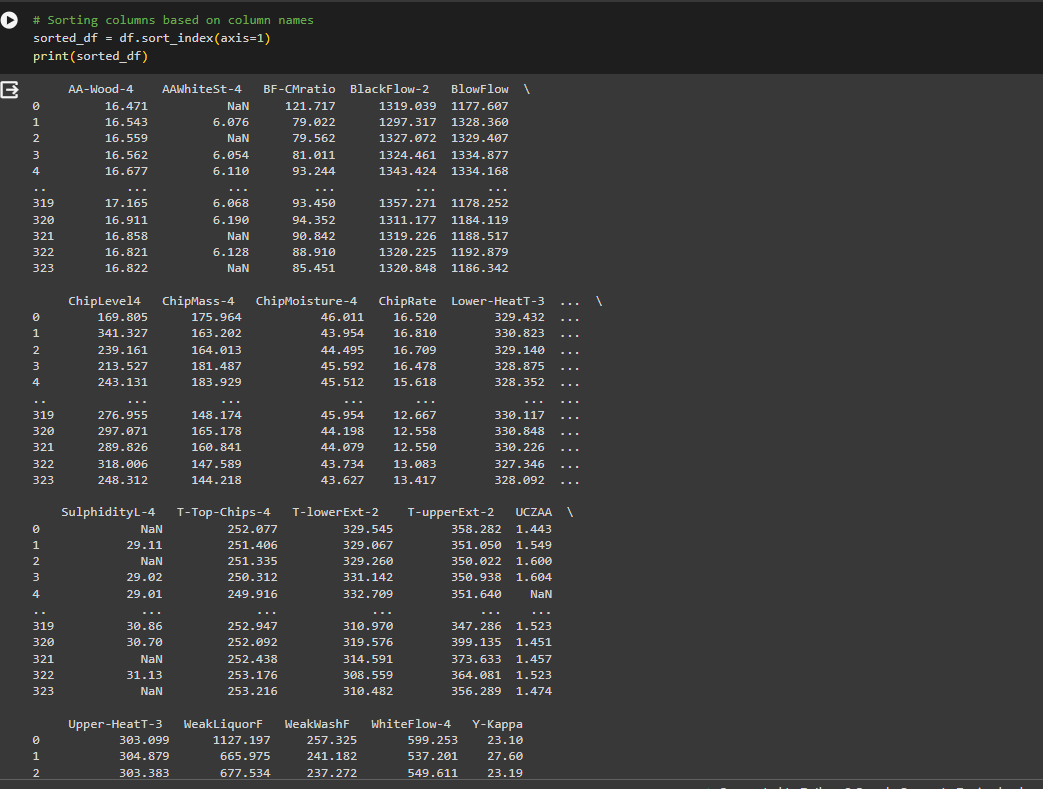 # Sorting columns based on column names
sorted_df = df.sort_index(axis=1)
print(sorted_df)
AA-Wood-4 AAWhiteSt-4 BF-CMratio BlackFlow-2 BlowFlow \
0 16.471 NaN 121.717 1319.039 1177.607
1 16.543 6.076 79.022 1297.317 1328.360
2 16.559 NaN 79.562 1327.072 1329.407
3 16.562 6.054 81.011 1324.461 1334.877
4 16.677 6.110 93.244 1343.424 1334.168
.. ... ... ... ... ...
319 17.165 6.068 93.450 1357.271 1178.252
320 16.911 6.190 94.352 1311.177 1184.119
321 16.858 NaN 90.842 1319.226 1188.517
322 16.821 6.128 88.910 1320.225 1192.879
323 16.822 NaN 85.451 1320.848 1186.342
ChipLevel4 ChipMass-4 ChipMoisture-4 ChipRate Lower-HeatT-3 ... \
0 169.805 175.964 46.011 16.520 329.432 ...
1 341.327 163.202 43.954 16.810 330.823 ...
2 239.161 164.013 44.495 16.709 329.140 ...
3 213.527 181.487 45.592 16.478 328.875 ...
4 243.131 183.929 45.512 15.618 328.352 ...
.. ... ... ... ... ... ...
319 276.955 148.174 45.954 12.667 330.117 ...
320 297.071 165.178 44.198 12.558 330.848 ...
321 289.826 160.841 44.079 12.550 330.226 ...
322 318.006 147.589 43.734 13.083 327.346 ...
323 248.312 144.218 43.627 13.417 328.092 ...
SulphidityL-4 T-Top-Chips-4 T-lowerExt-2 T-upperExt-2 UCZAA \
0 NaN 252.077 329.545 358.282 1.443
1 29.11 251.406 329.067 351.050 1.549
2 NaN 251.335 329.260 350.022 1.600
3 29.02 250.312 331.142 350.938 1.604
4 29.01 249.916 332.709 351.640 NaN
.. ... ... ... ... ...
319 30.86 252.947 310.970 347.286 1.523
320 30.70 252.092 319.576 399.135 1.451
321 NaN 252.438 314.591 373.633 1.457
322 31.13 253.176 308.559 364.081 1.523
323 NaN 253.216 310.482 356.289 1.474
Upper-HeatT-3 WeakLiquorF WeakWashF WhiteFlow-4 Y-Kappa
0 303.099 1127.197 257.325 599.253 23.10
1 304.879 665.975 241.182 537.201 27.60
2 303.383 677.534 237.272 549.611 23.19